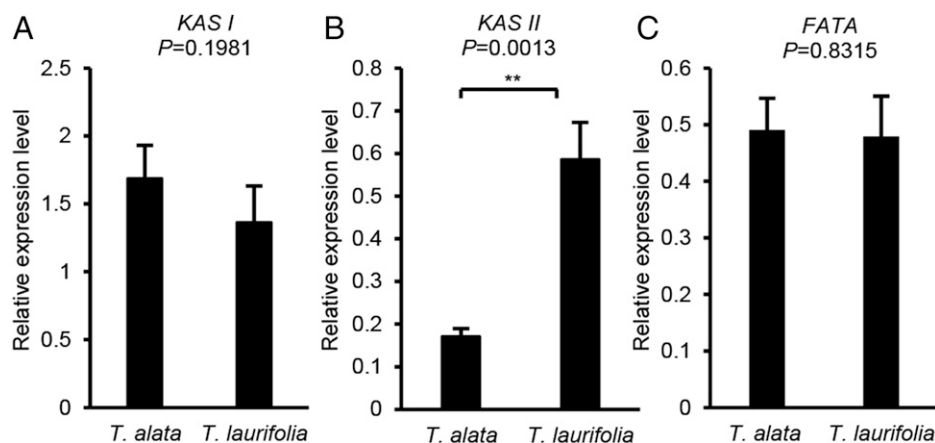 A
KAS I
P=0.1981
Relative expression level
2.5
2
1.5
1
0.5
0
T. alata T. laurifolia
B
KAS II
P=0.0013
**
Relative expression level
0.8
0.7
0.6
0.5
0.4
0.3
0.2
0.1
0
T. alata T. laurifolia
C
FATA
P=0.8315
Relative expression level
0.6
0.5
0.4
0.3
0.2
0.1
0
T. alata T. laurifolia